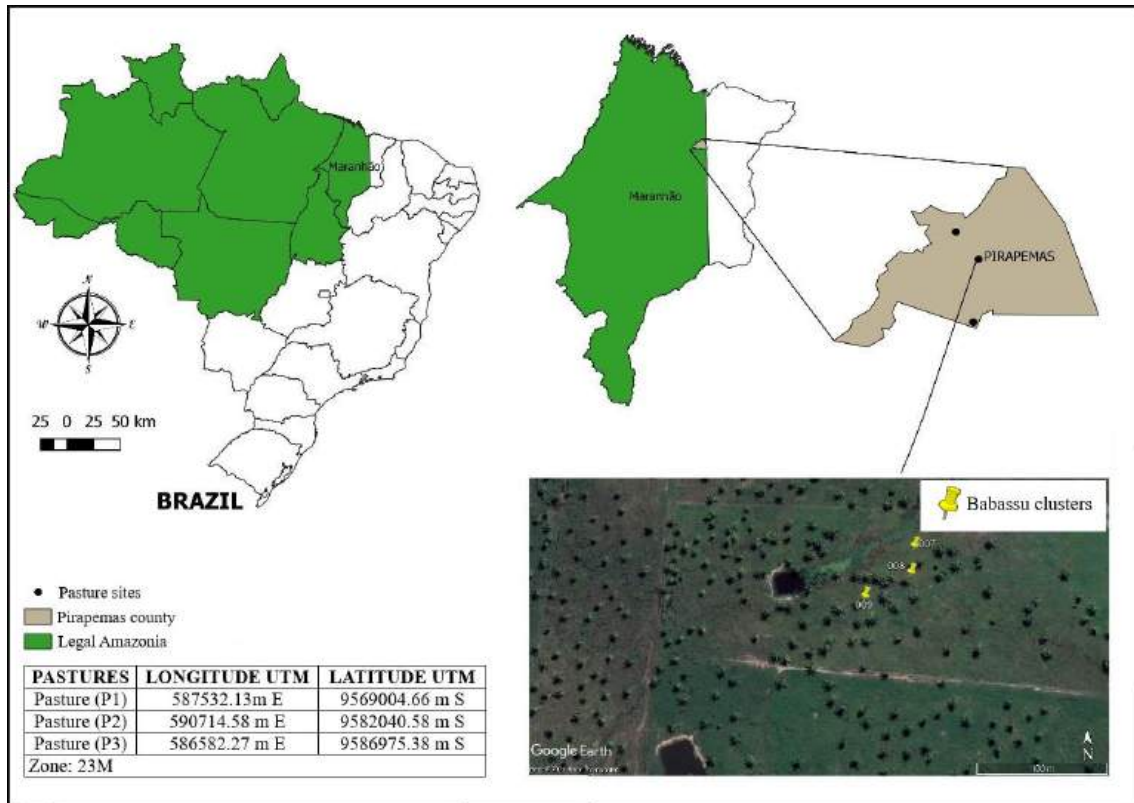 Maranhão
N
W
E
S
25 0 25 50 km
BRAZIL
Maranhão
PIRAPEMAS
Babassu clusters
007
008
009
Pasture sites
Pirapemas county
Legal Amazonia
PASTURES LONGITUDE UTM LATITUDE UTM
Pasture (P1) 587532.13m E 9569004.66 m S
Pasture (P2) 590714.58 m E 9582040.58 m S
Pasture (P3) 586582.27 m E 9586975.38 m S
Zone: 23M
Google Earth
N
100 m